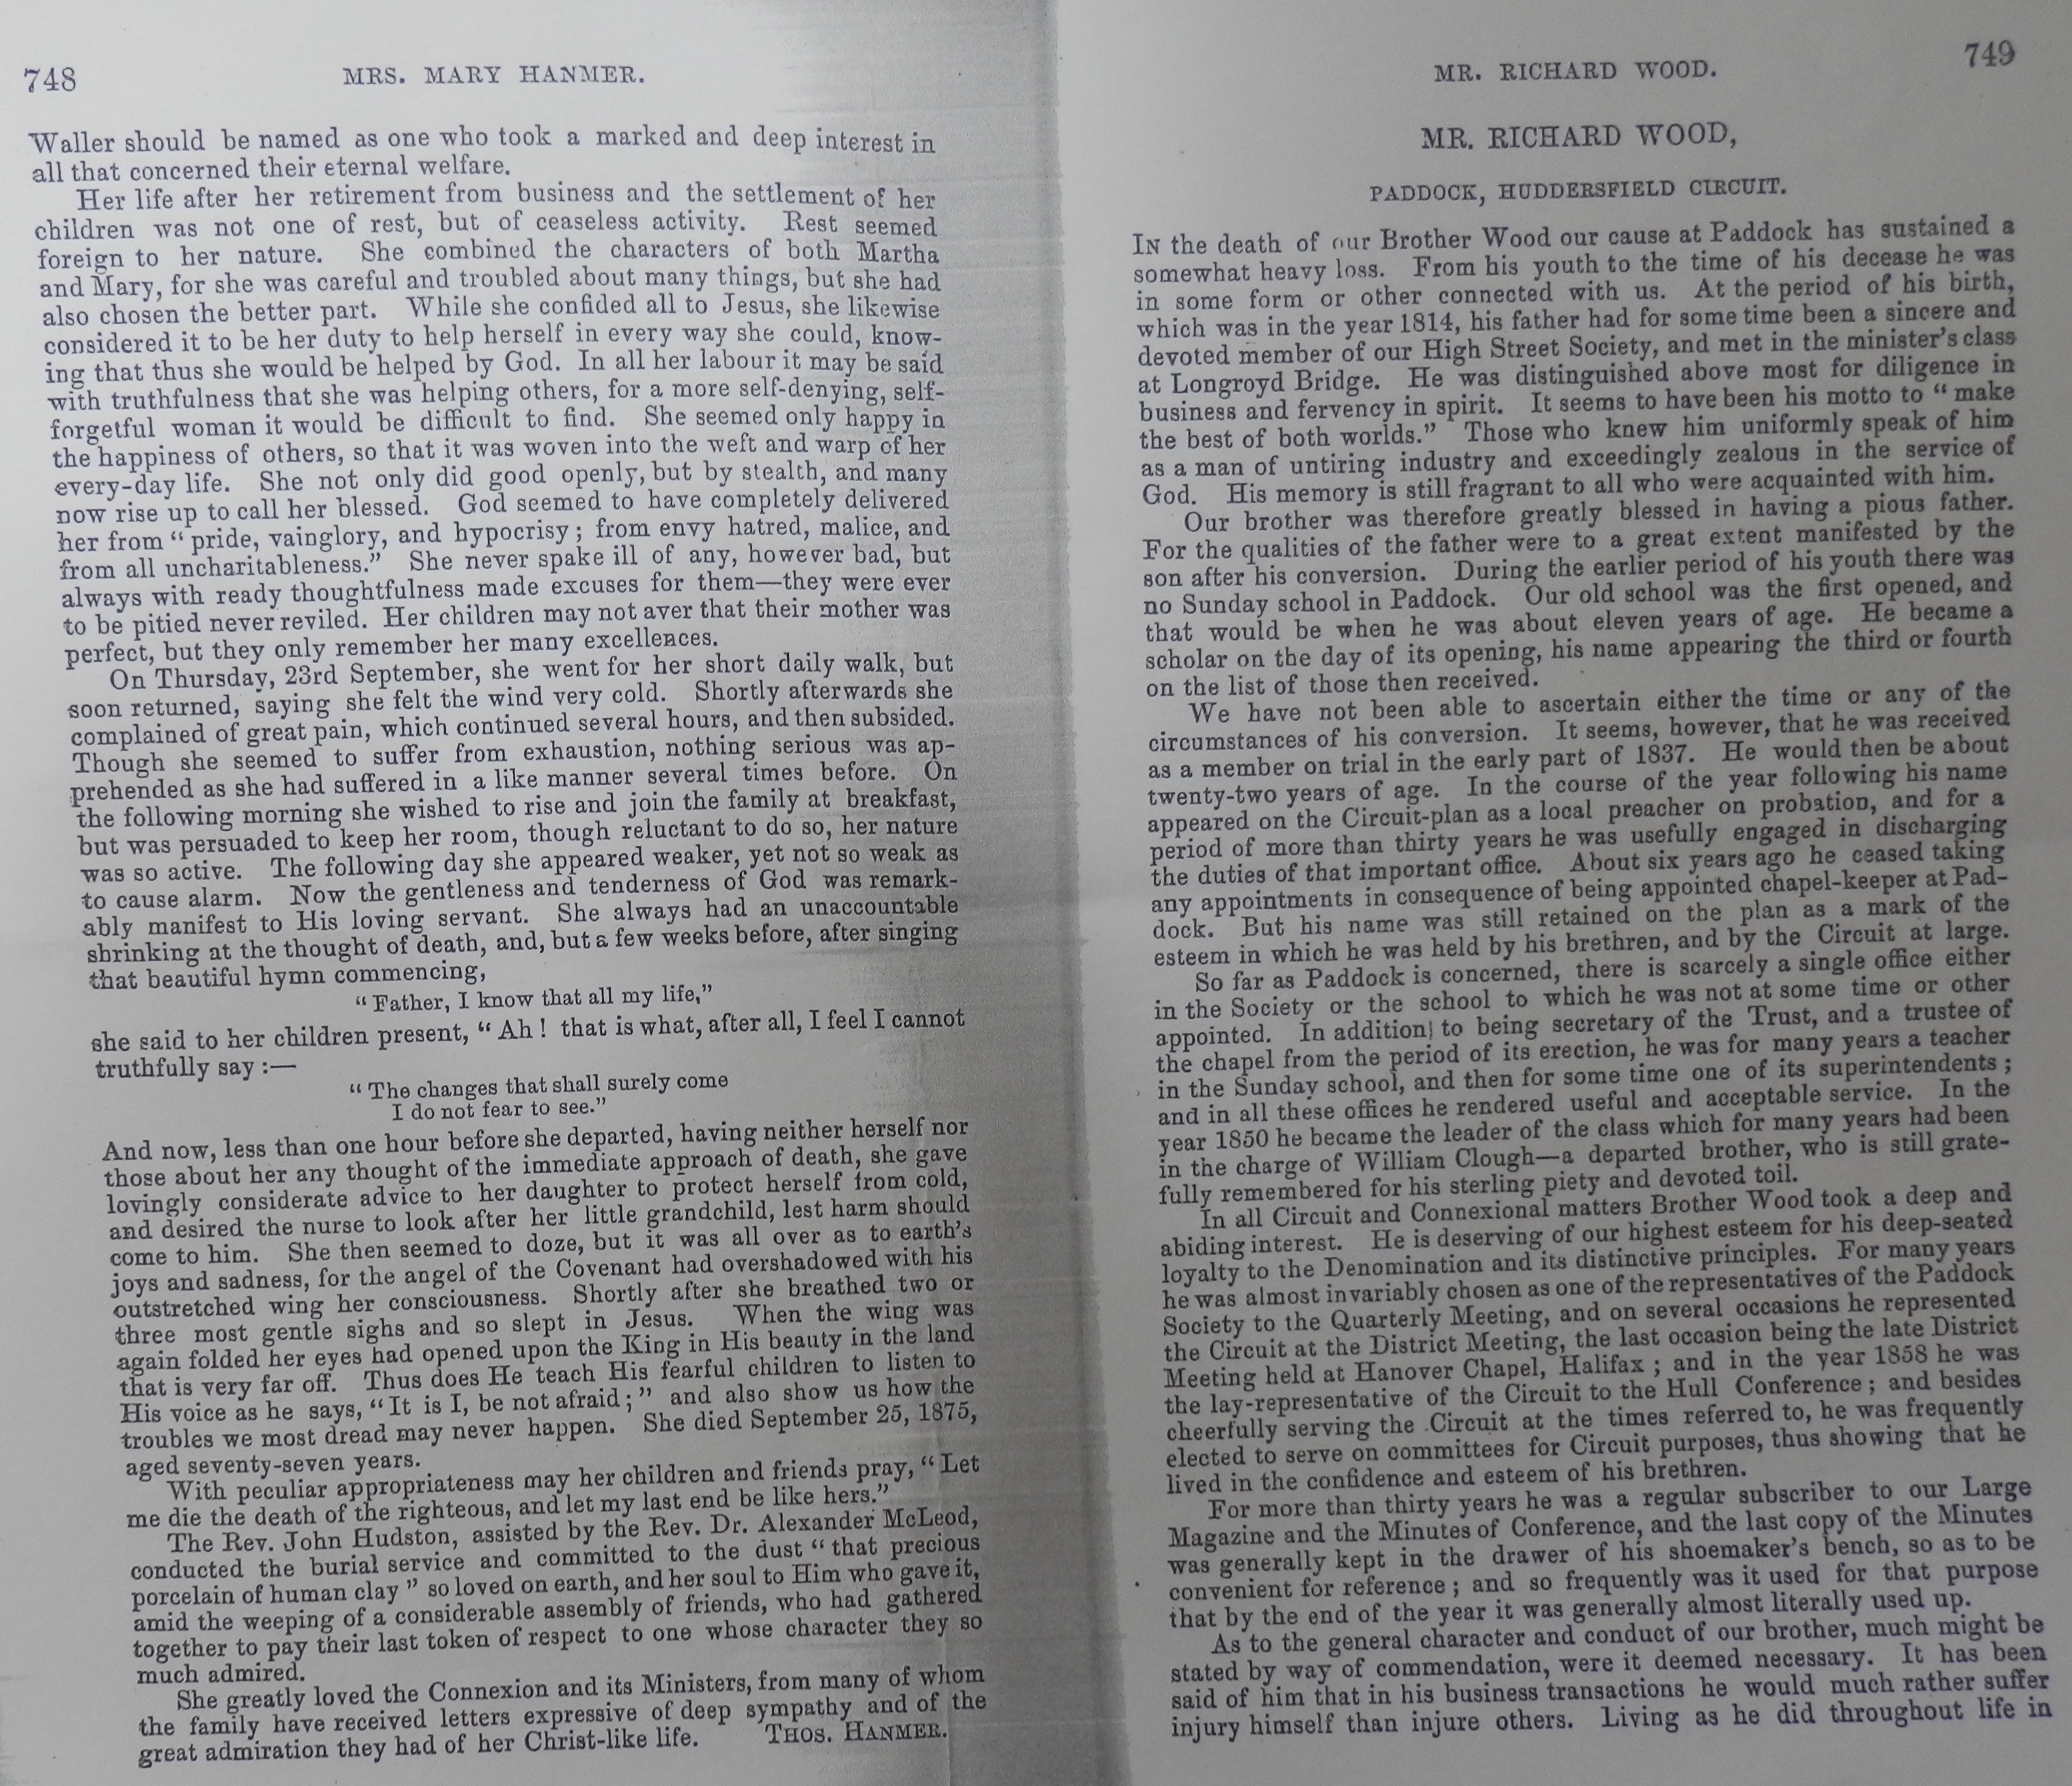 748
MRS. MARY HANMER.
Waller should be named as one who took a marked and deep interest in
all that concerned their eternal welfare.
Her life after her retirement from business and the settlement of her
children was not one of rest, but of ceaseless activity. Rest seemed
foreign to her nature. She combined the characters of both Martha
and Mary, for she was careful and troubled about many things, but she had
also chosen the better part. While she confided all to Jesus, she likewise
considered it to be her duty to help herself in every way she could, know-
ing that thus she would be helped by God. In all her labour it may be said
with truthfulness that she was helping others, for a more self-denying, self-
forgetful woman it would be difficult to find. She seemed only happy in
the happiness of others, so that it was woven into the weft and warp of her
every-day life. She not only did good openly, but by stealth, and many
now rise up to call her blessed. God seemed to have completely delivered
her from “ pride, vainglory, and hypocrisy ; from envy hatred, malice, and
from all uncharitableness.” She never spake ill of any, however bad, but
always with ready thoughtfulness made excuses for them—they were ever
to be pitied never reviled. Her children may not aver that their mother was
perfect, but they only remember her many excellences.
On Thursday, 23rd September, she went for her short daily walk, but
soon returned, saying she felt the wind very cold. Shortly afterwards she
complained of great pain, which continued several hours, and then subsided.
Though she seemed to suffer from exhaustion, nothing serious was ap-
prehended as she had suffered in a like manner several times before. On
the following morning she wished to rise and join the family at breakfast,
but was persuaded to keep her room, though reluctant to do so, her nature
was so active. The following day she appeared weaker, yet not so weak as
to cause alarm. Now the gentleness and tenderness of God was remark-
ably manifest to His loving servant. She always had an unaccountable
shrinking at the thought of death, and, but a few weeks before, after singing
that beautiful hymn commencing,
“ Father, I know that all my life,”
she said to her children present, “ Ah ! that is what, after all, I feel I cannot
truthfully say :—
“ The changes that shall surely come
I do not fear to see.”
And now, less than one hour before she departed, having neither herself nor
those about her any thought of the immediate approach of death, she gave
lovingly considerate advice to her daughter to protect herself from cold,
and desired the nurse to look after her little grandchild, lest harm should
come to him. She then seemed to doze, but it was all over as to earth’s
joys and sadness, for the angel of the Covenant had overshadowed with his
outstretched wing her consciousness. Shortly after she breathed two or
three most gentle sighs and so slept in Jesus. When the wing was
again folded her eyes had opened upon the King in His beauty in the land
that is very far off. Thus does He teach His fearful children to listen to
His voice as he says, “ It is I, be not afraid ; ” and also show us how the
troubles we most dread may never happen. She died September 25, 1875,
aged seventy-seven years.
With peculiar appropriateness may her children and friends pray, “ Let
me die the death of the righteous, and let my last end be like hers.”
The Rev. John Hudston, assisted by the Rev. Dr. Alexander McLeod,
conducted the burial service and committed to the dust “ that precious
porcelain of human clay ” so loved on earth, and her soul to Him who gave it,
amid the weeping of a considerable assembly of friends, who had gathered
together to pay their last token of respect to one whose character they so
much admired.
She greatly loved the Connexion and its Ministers, from many of whom
the family have received letters expressive of deep sympathy and of the
great admiration they had of her Christ-like life. THOS. HANMER.
MR. RICHARD WOOD.
749
MR. RICHARD WOOD,
PADDOCK, HUDDERSFIELD CIRCUIT.
IN the death of our Brother Wood our cause at Paddock has sustained a
somewhat heavy loss. From his youth to the time of his decease he was
in some form or other connected with us. At the period of his birth,
which was in the year 1814, his father had for some time been a sincere and
devoted member of our High Street Society, and met in the minister’s class
at Longroyd Bridge. He was distinguished above most for diligence in
business and fervency in spirit. It seems to have been his motto to “ make
the best of both worlds.” Those who knew him uniformly speak of him
as a man of untiring industry and exceedingly zealous in the service of
God. His memory is still fragrant to all who were acquainted with him.
Our brother was therefore greatly blessed in having a pious father.
For the qualities of the father were to a great extent manifested by the
son after his conversion. During the earlier period of his youth there was
no Sunday school in Paddock. Our old school was the first opened, and
that would be when he was about eleven years of age. He became a
scholar on the day of its opening, his name appearing the third or fourth
on the list of those then received.
We have not been able to ascertain either the time or any of the
circumstances of his conversion. It seems, however, that he was received
as a member on trial in the early part of 1837. He would then be about
twenty-two years of age. In the course of the year following his name
appeared on the Circuit-plan as a local preacher on probation, and for a
period of more than thirty years he was usefully engaged in discharging
the duties of that important office. About six years ago he ceased taking
any appointments in consequence of being appointed chapel-keeper at Pad-
dock. But his name was still retained on the plan as a mark of the
esteem in which he was held by his brethren, and by the Circuit at large.
So far as Paddock is concerned, there is scarcely a single office either
in the Society or the school to which he was not at some time or other
appointed. In addition to being secretary of the Trust, and a trustee of
the chapel from the period of its erection, he was for many years a teacher
in the Sunday school, and then for some time one of its superintendents ;
and in all these offices he rendered useful and acceptable service. In the
year 1850 he became the leader of the class which for many years had been
in the charge of William Clough—a departed brother, who is still grate-
fully remembered for his sterling piety and devoted toil.
In all Circuit and Connexional matters Brother Wood took a deep and
abiding interest. He is deserving of our highest esteem for his deep-seated
loyalty to the Denomination and its distinctive principles. For many years
he was almost invariably chosen as one of the representatives of the Paddock
Society to the Quarterly Meeting, and on several occasions he represented
the Circuit at the District Meeting, the last occasion being the late District
Meeting held at Hanover Chapel, Halifax ; and in the year 1858 he was
the lay-representative of the Circuit to the Hull Conference ; and besides
cheerfully serving the Circuit at the times referred to, he was frequently
elected to serve on committees for Circuit purposes, thus showing that he
lived in the confidence and esteem of his brethren.
For more than thirty years he was a regular subscriber to our Large
Magazine and the Minutes of Conference, and the last copy of the Minutes
was generally kept in the drawer of his shoemaker’s bench, so as to be
convenient for reference ; and so frequently was it used for that purpose
that by the end of the year it was generally almost literally used up.
As to the general character and conduct of our brother, much might be
stated by way of commendation, were it deemed necessary. It has been
said of him that in his business transactions he would much rather suffer
injury himself than injure others. Living as he did throughout life in